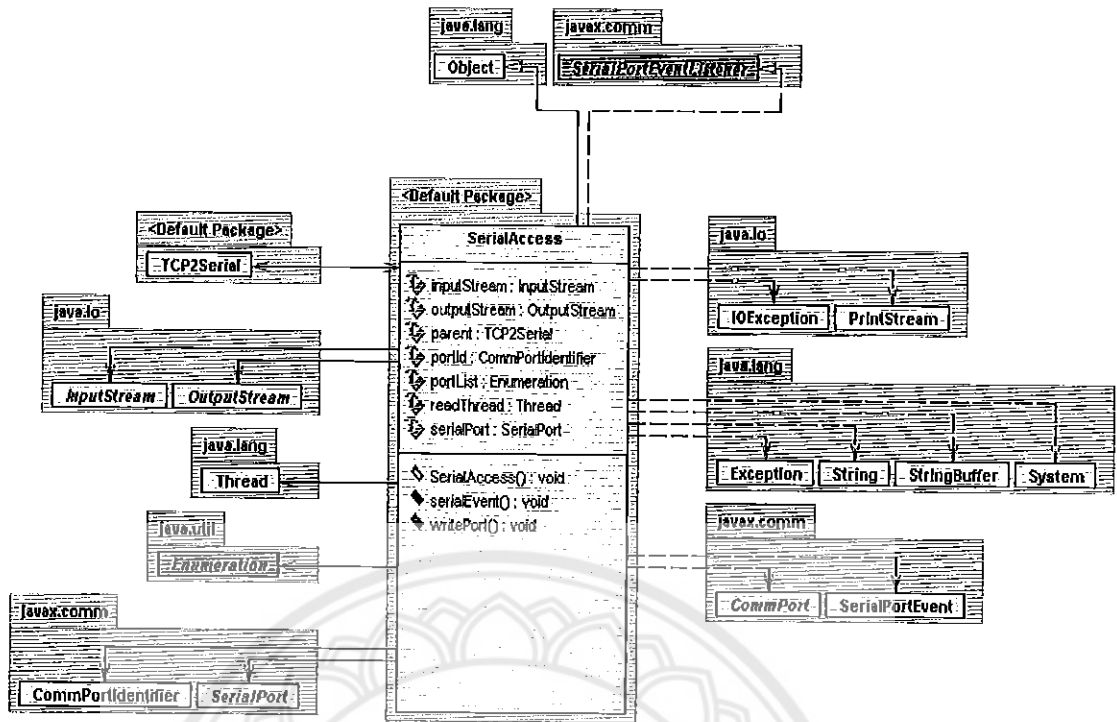 java.lang
Object
javax.comm
SerialPortEventListener
<Default Package>
SerialAccess
inputStream : InputStream
outputStream : OutputStream
parent : TCP2Serial
portId : CommPortIdentifier
portList : Enumeration
readThread : Thread
serialPort : SerialPort
SerialAccess() : void
serialEvent() : void
writePort() : void
<Default Package>
TCP2Serial
java.io
InputStream
OutputStream
java.lang
Thread
java.util
Enumeration
javax.comm
CommPortIdentifier
SerialPort
java.io
IOException
PrintStream
java.lang
Exception
String
StringBuffer
System
javax.comm
CommPort
SerialPortEvent